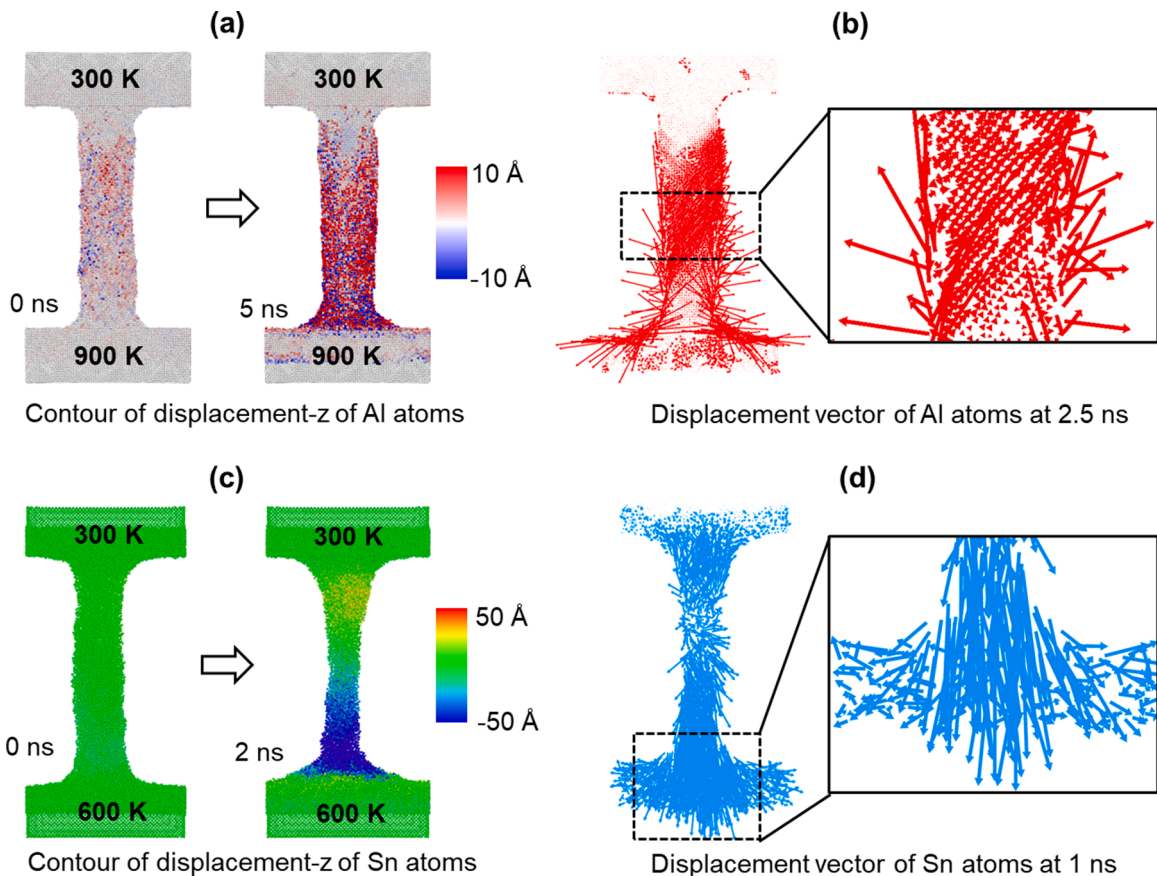 (a)
300 K
300 K
10 Å
-10 Å
0 ns
5 ns
900 K
900 K
Contour of displacement-z of Al atoms
(b)
Displacement vector of Al atoms at 2.5 ns
(c)
300 K
300 K
50 Å
-50 Å
0 ns
2 ns
600 K
600 K
Contour of displacement-z of Sn atoms
(d)
Displacement vector of Sn atoms at 1 ns